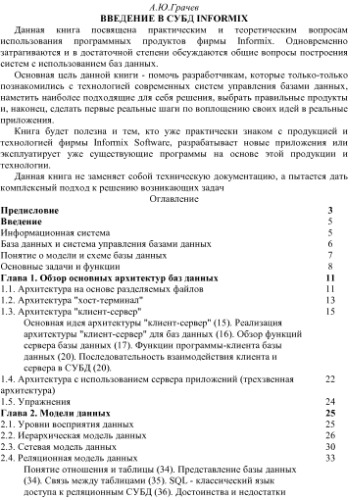 А.Ю.Грачев
ВВЕДЕНИЕ В СУБД INFORMIX
Данная книга посвящена практическим и теоретическим вопросам
использования программных продуктов фирмы Informix. Одновременно
затрагиваются и в достаточной степени обсуждаются общие вопросы построения
систем с использованием баз данных.
Основная цель данной книги - помочь разработчикам, которые только-только
познакомились с технологией современных систем управления базами данных,
наметить наиболее подходящие для себя решения, выбрать правильные продукты
и, наконец, сделать первые реальные шаги по воплощению своих идей в реальные
приложения.
Книга будет полезна и тем, кто уже практически знаком с продукцией и
технологией фирмы Informix Software, разрабатывает новые приложения или
эксплуатирует уже существующие программы на основе этой продукции и
технологии.
Данная книга не заменяет собой техническую документацию, а пытается дать
комплексный подход к решению возникающих задач
Оглавление
Предисловие 3
Введение 5
Информационная система 5
База данных и система управления базами данных 6
Понятие о модели и схеме базы данных 7
Основные задачи и функции 8
Глава 1. Обзор основных архитектур баз данных 11
1.1. Архитектура на основе разделяемых файлов 11
1.2. Архитектура "хост-терминал" 13
1.3. Архитектура "клиент-сервер" 15
Основная идея архитектуры "клиент-сервер" (15). Реализация
архитектуры "клиент-сервер" для баз данных (16). Обзор функций
сервера базы данных (17). Функции программы-клиента базы
данных (20). Последовательность взаимодействия клиента и
сервера в СУБД (20).
1.4. Архитектура с использованием сервера приложений (трехзвенная 22
архитектура)
1.5. Упражнения 24
Глава 2. Модели данных 25
2.1. Уровни восприятия данных 25
2.2. Иерархическая модель данных 26
2.3. Сетевая модель данных 30
2.4. Реляционная модель данных 33
Понятие отношения и таблицы (34). Представление базы данных
(34). Связь между таблицами (35). SQL - классический язык
доступа к реляционным СУБД (36). Достоинства и недостатки